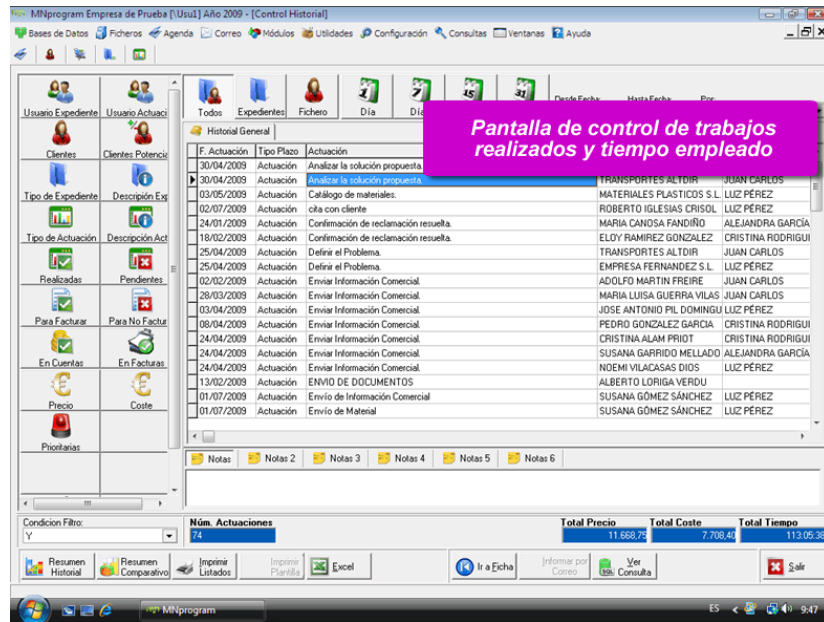 MNprogram Empresa de Prueba [\Usu1] Año 2009 - [Control Historial]
Bases de Datos Ficheros Agenda Correo Módulos Utilidades Configuración Consultas Ventanas Ayuda
Usuario Expediente Usuario Actuaci
Clientes Clientes Potencia
Tipo de Expediente Descripión Exp
Tipo de Actuación Descripción Act
Realizadas Pendientes
Para Facturar Para No Factur
En Cuentas En Facturas
Precio Coste
Prioritarias
Todos Expedientes Fichero Día
1 7 15 31
Desde Fecha: Hasta Fecha: Por:
Pantalla de control de trabajos
realizados y tiempo empleado
Historial General
F. Actuación Tipo Plazo Actuación
30/04/2009 Actuación Analizar la solución propuesta.
30/04/2009 Actuación Analizar la solución propuesta. TRANSPORTES ALTDIR JUAN CARLOS
03/05/2009 Actuación Catálogo de materiales. MATERIALES PLASTICOS S.L. LUZ PÉREZ
02/07/2009 Actuación cita con cliente ROBERTO IGLESIAS CRISOL LUZ PÉREZ
24/01/2009 Actuación Confirmación de reclamación resuelta. MARIA CANOSA FANDIÑO ALEJANDRA GARCÍA
18/02/2009 Actuación Confirmación de reclamación resuelta. ELOY RAMIREZ GONZALEZ CRISTINA RODRIGUI
25/04/2009 Actuación Definir el Problema. TRANSPORTES ALTDIR JUAN CARLOS
25/04/2009 Actuación Definir el Problema. EMPRESA FERNANDEZ S.L. LUZ PÉREZ
02/02/2009 Actuación Enviar Información Comercial. ADOLFO MARTIN FREIRE JUAN CARLOS
28/03/2009 Actuación Enviar Información Comercial. MARIA LUISA GUERRA VILAS JUAN CARLOS
03/04/2009 Actuación Enviar Información Comercial. JOSE ANTONIO PIL DOMINGU LUZ PÉREZ
08/04/2009 Actuación Enviar Información Comercial. PEDRO GONZALEZ GARCIA CRISTINA RODRIGUI
24/04/2009 Actuación Enviar Información Comercial. CRISTINA ALAM PRIOT CRISTINA RODRIGUI
24/04/2009 Actuación Enviar Información Comercial. SUSANA GARRIDO MELLADO ALEJANDRA GARCÍA
24/04/2009 Actuación Enviar Información Comercial. NOEMI VILACASAS DIOS LUZ PÉREZ
13/02/2009 Actuación ENVIO DE DOCUMENTOS ALBERTO LORIGA VERDU
01/07/2009 Actuación Envío de Información Comercial SUSANA GÓMEZ SÁNCHEZ LUZ PÉREZ
01/07/2009 Actuación Envío de Material SUSANA GÓMEZ SÁNCHEZ LUZ PÉREZ
Notas Notas 2 Notas 3 Notas 4 Notas 5 Notas 6
Condicion Filtro: Núm. Actuaciones Total Precio Total Coste Total Tiempo
Y 74 11.668,75 7.708,40 113:05:38
Resumen Historial Resumen Comparativo Imprimir Listados Imprimir Plantilla Excel Ir a Ficha Informar por Correo SQL Ver Consulta Salir
MNprogram ES 9:47